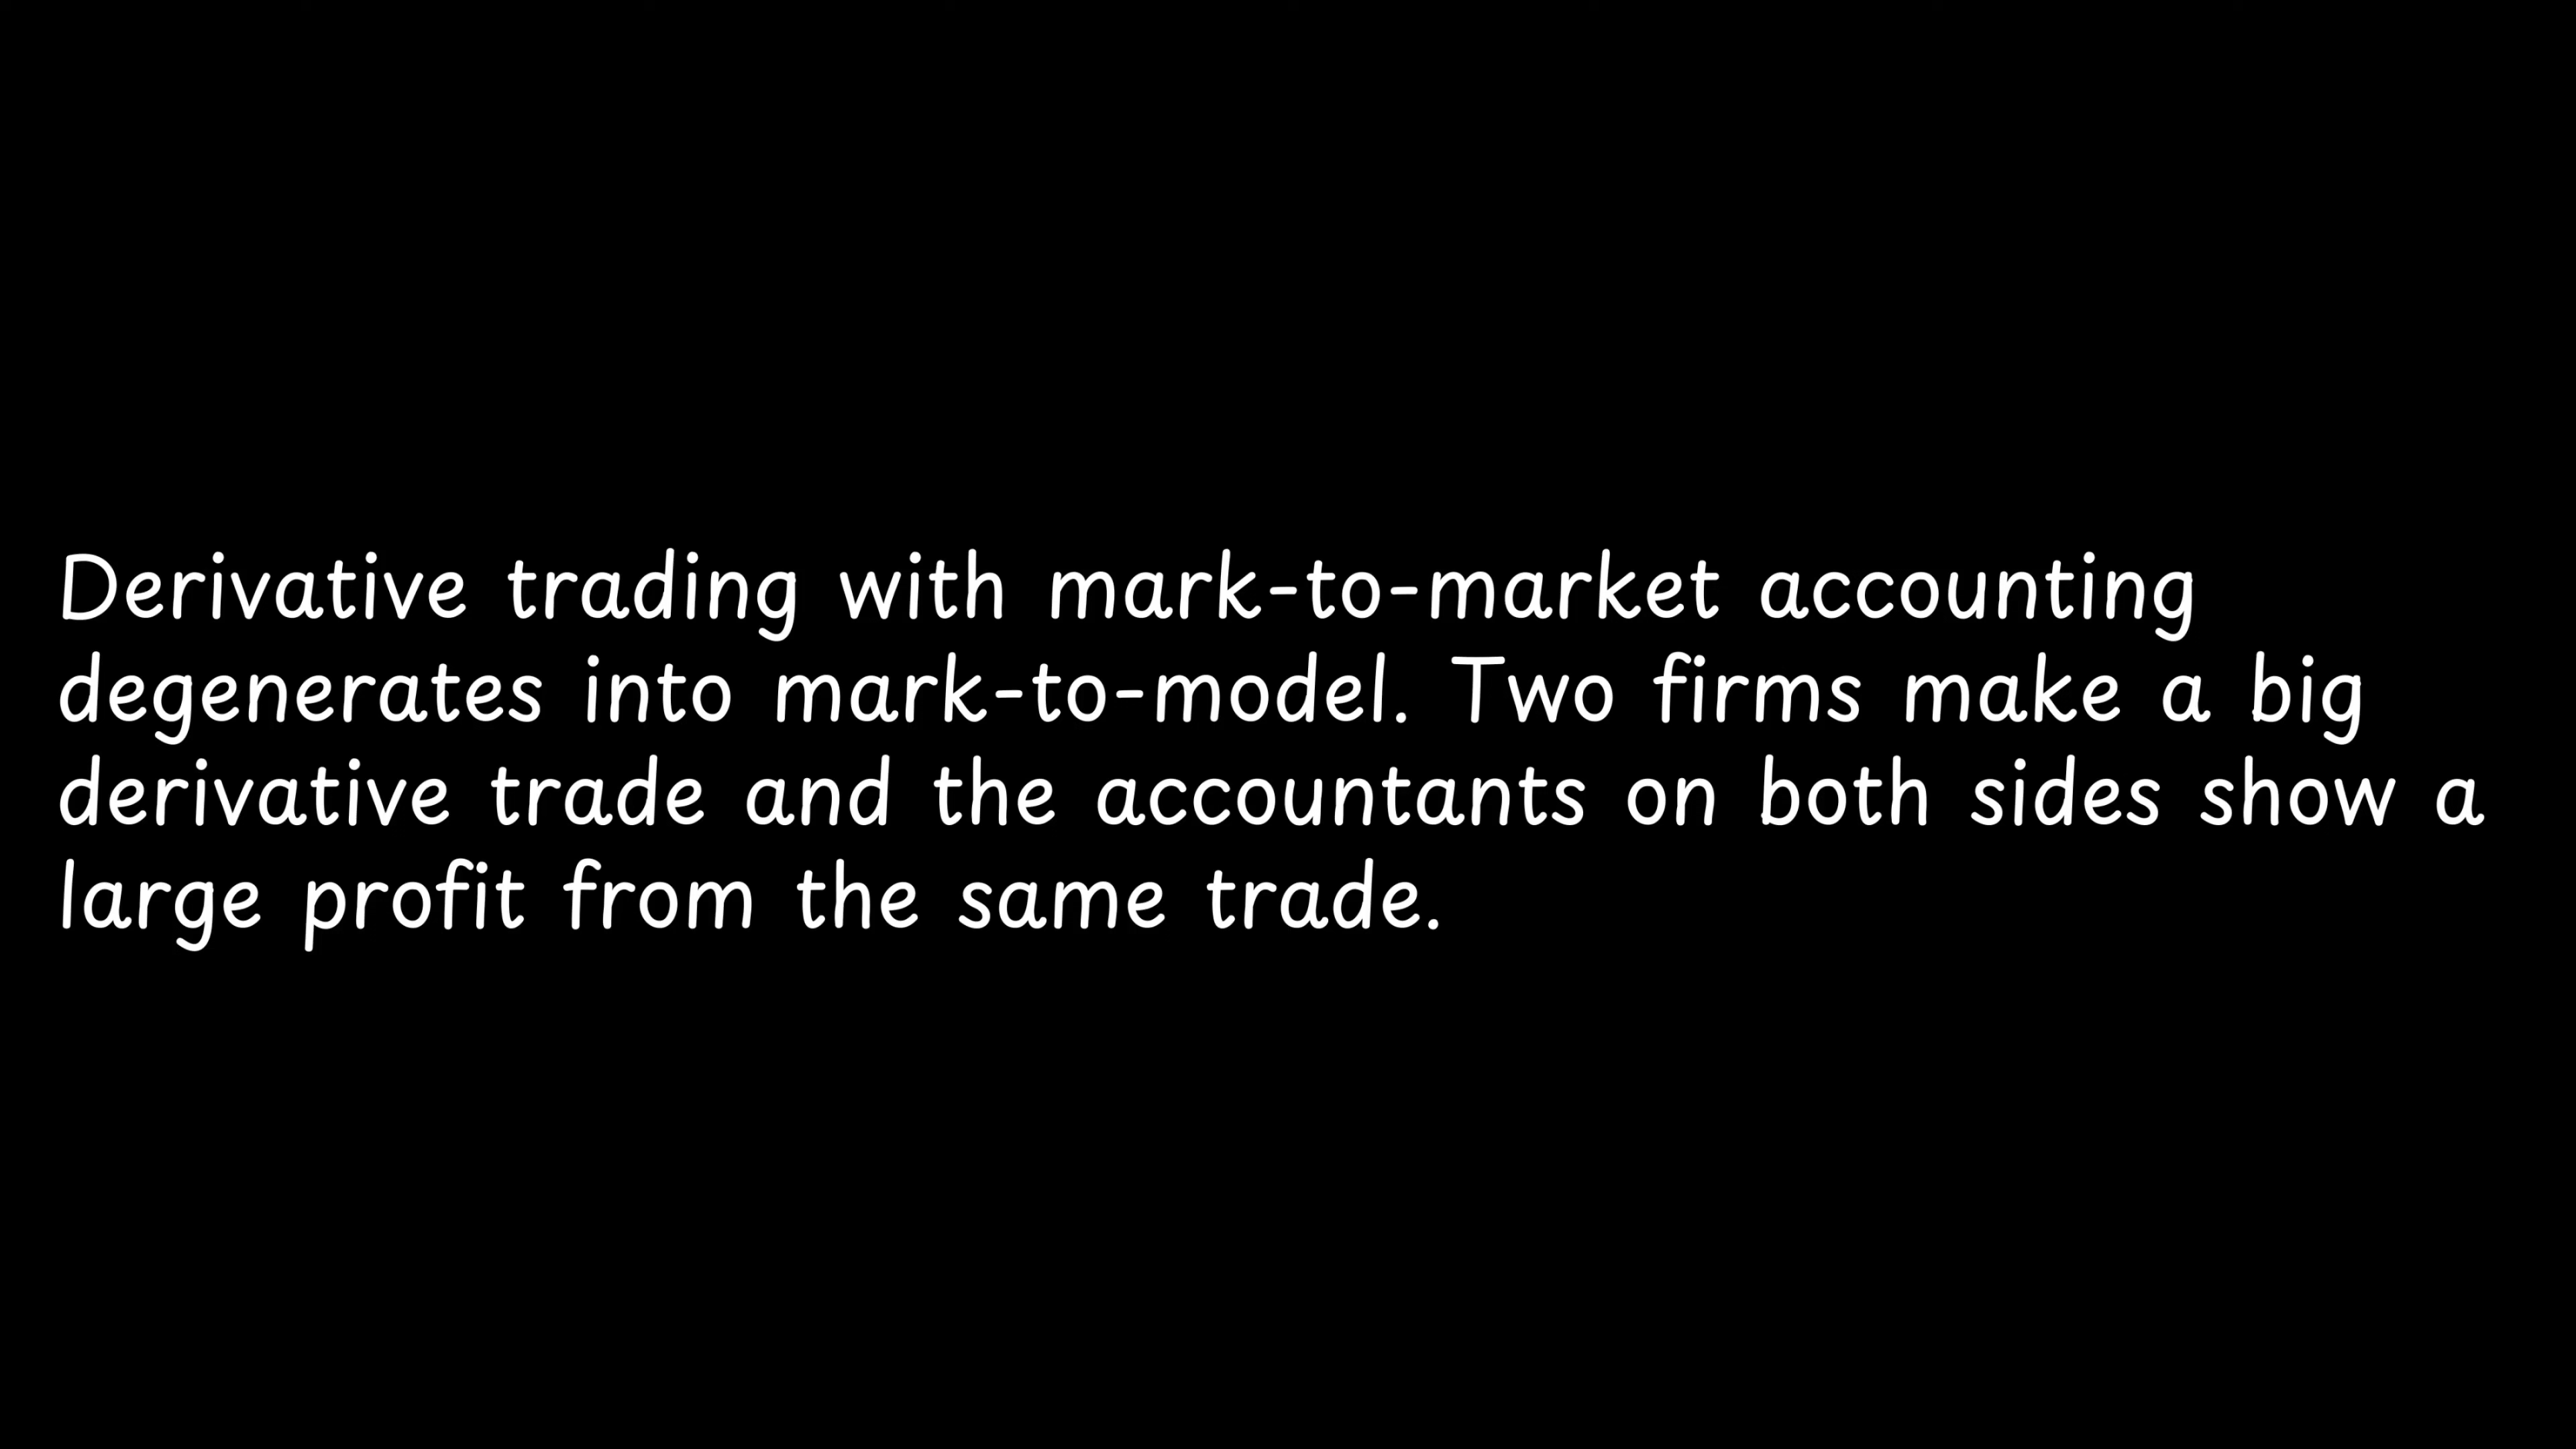 Derivative trading with mark-to-market accounting
degenerates into mark-to-model. Two firms make a big
derivative trade and the accountants on both sides show a
large profit from the same trade.